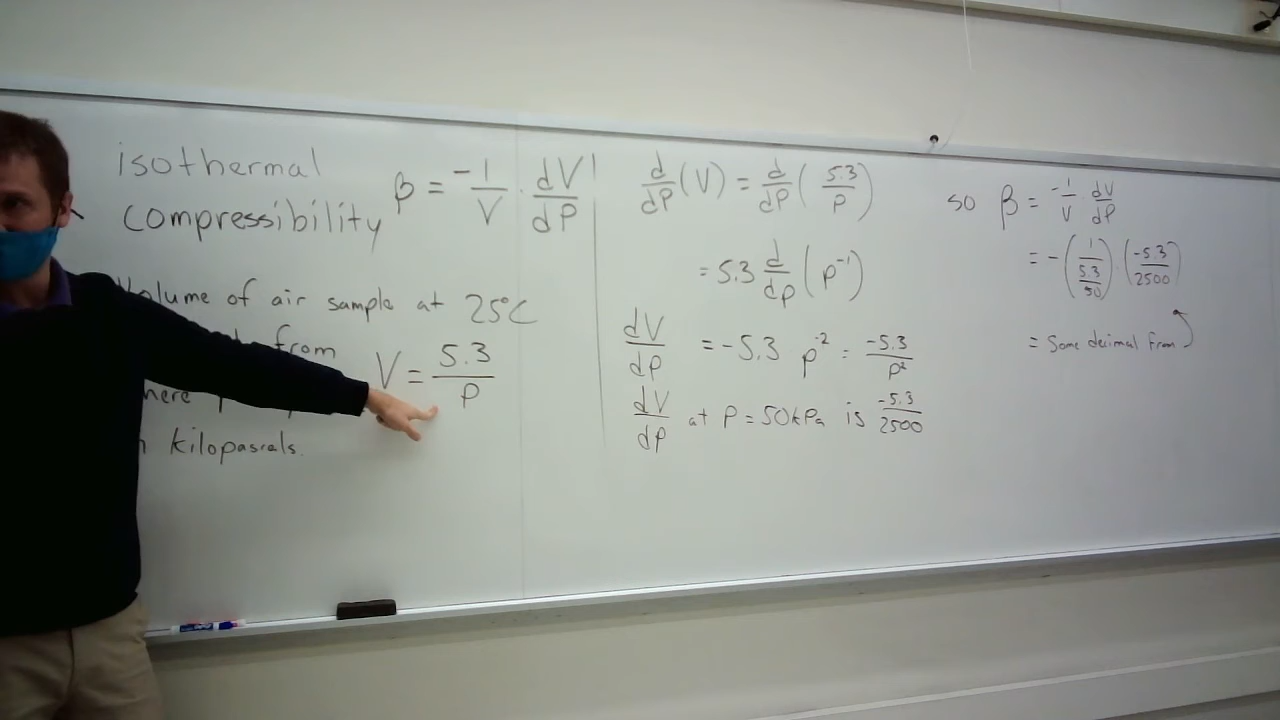 isothermal
compressibility
β = -1/V · dV/dP
Volume of air sample at 25°C
from
V = 5.3/P
kilopascals.
d/dP (V) = d/dP (5.3/P)
= 5.3 d/dP (P⁻¹)
dV/dP = -5.3 P⁻² = -5.3/P²
dV/dP at P = 50kPa is -5.3/2500
so β = -1/V · dV/dP
= -(1/(5.3/50)) · (-5.3/2500)
= some decimal from